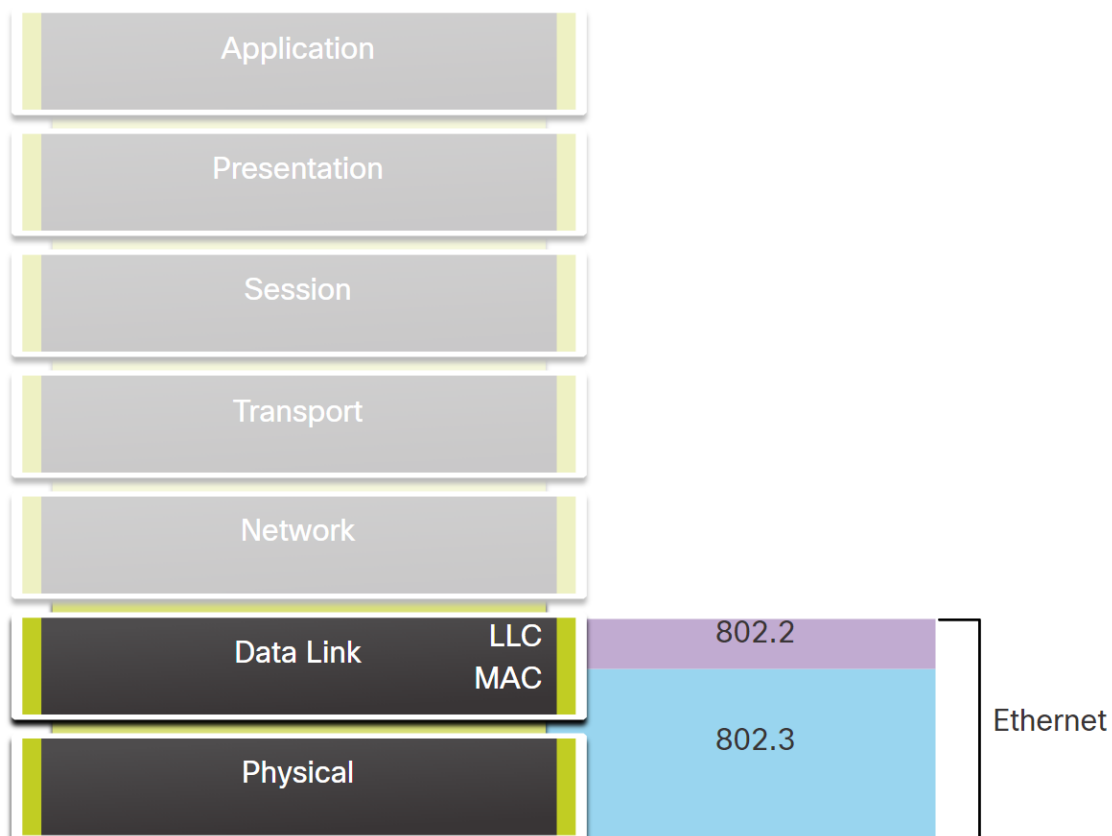 Application
Presentation
Session
Transport
Network
Data Link
LLC
MAC
802.2
802.3
Ethernet
Physical